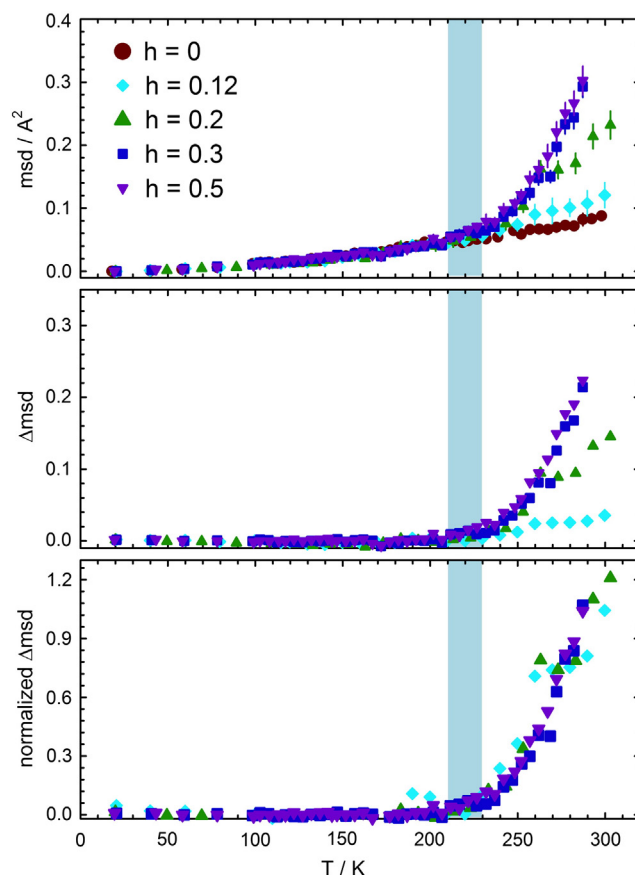 0.4
h = 0
h = 0.12
0.3
h = 0.2
msd / A²
0.2
h = 0.3
h = 0.5
0.1
0.0
0.3
0.2
Δmsd
0.1
0.0
1.2
0.9
normalized Δmsd
0.6
0.3
0.0
0 50 100 150 200 250 300
T / K